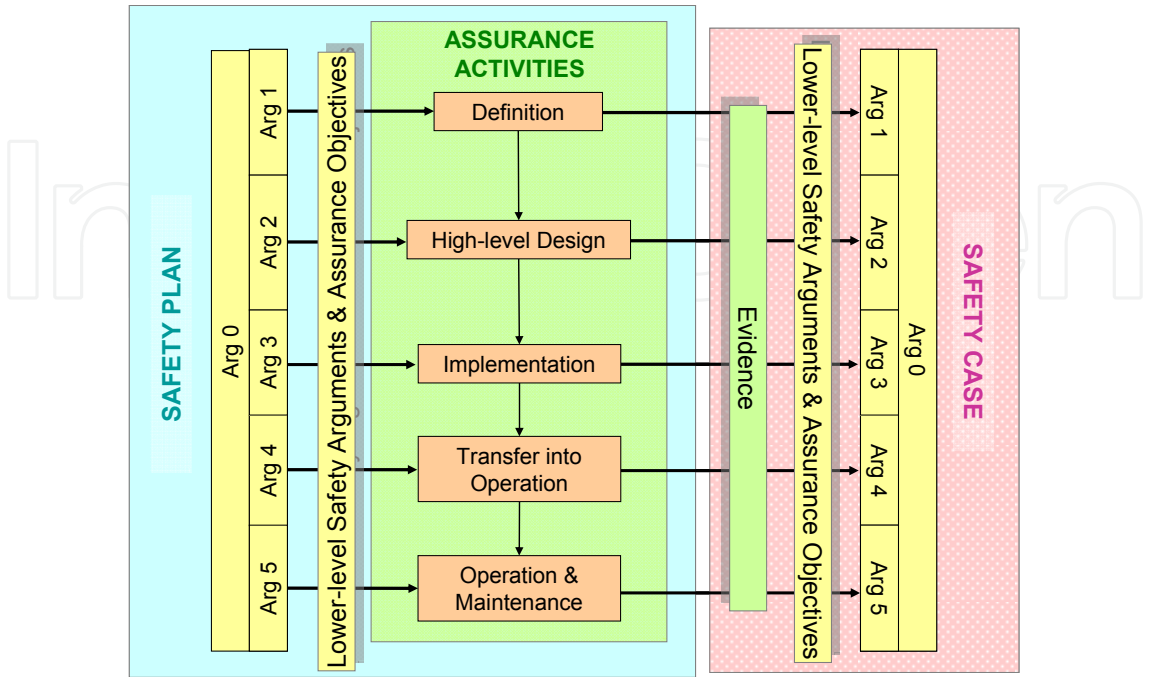 SAFETY PLAN
Arg 0
Arg 1
Arg 2
Arg 3
Arg 4
Arg 5
Lower-level Safety Arguments & Assurance Objectives
ASSURANCE
ACTIVITIES
Definition
High-level Design
Implementation
Transfer into
Operation
Operation &
Maintenance
Evidence
Lower-level Safety Arguments & Assurance Objectives
Arg 1
Arg 2
Arg 3
Arg 4
Arg 5
Arg 0
SAFETY CASE